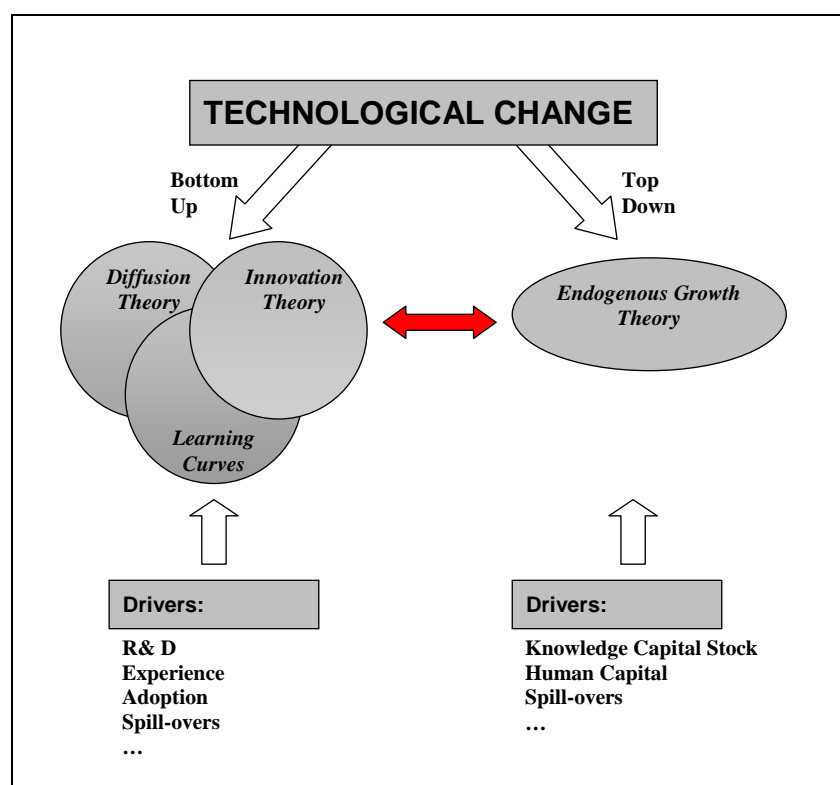 TECHNOLOGICAL CHANGE
Bottom
Up
Top
Down
Diffusion
Theory
Innovation
Theory
Learning
Curves
Endogenous Growth
Theory
Drivers:
R& D
Experience
Adoption
Spill-overs
…
Drivers:
Knowledge Capital Stock
Human Capital
Spill-overs
…